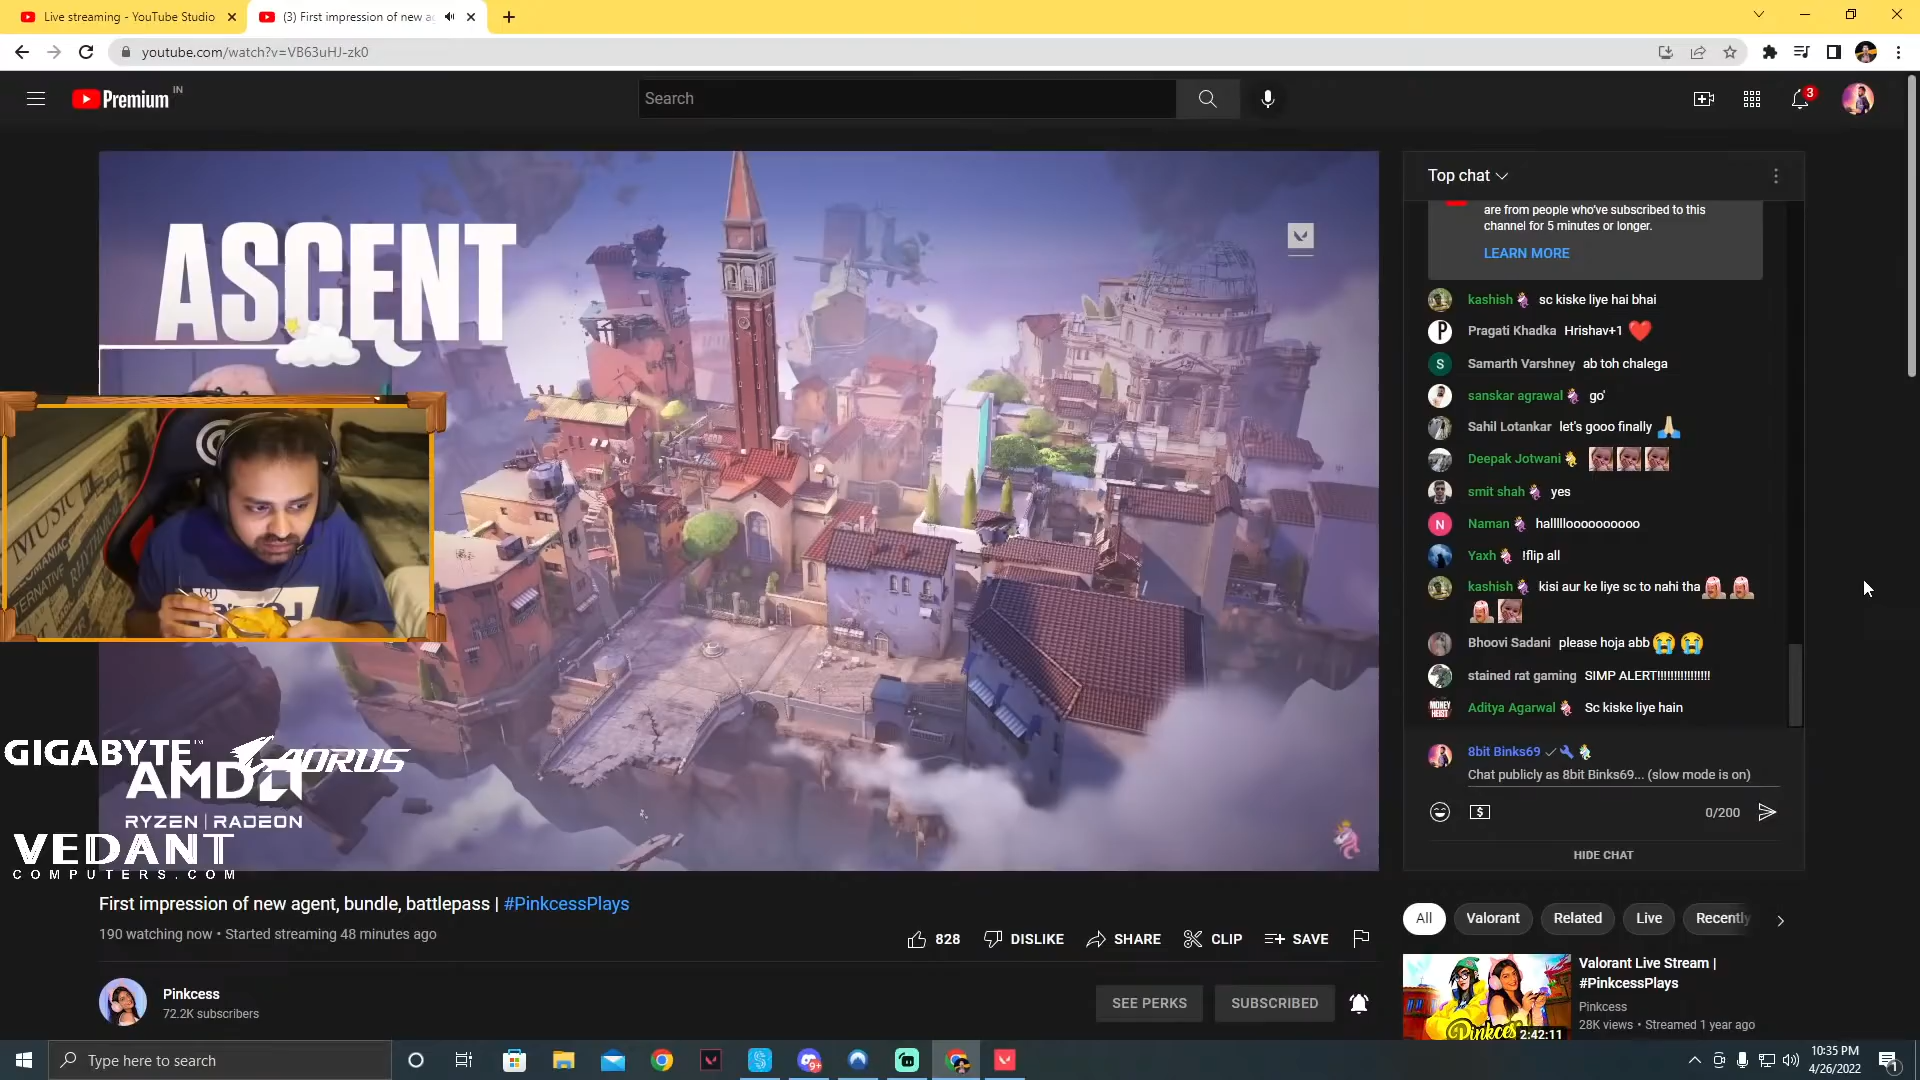 Live streaming - YouTube Studio
(3) First impression of new a
youtube.com/watch?v=VB63uHJ-zk0
Premium IN
Search
3
ASCENT
GIGABYTE™ AORUS
AMD
RYZEN | RADEON
VEDANT
COMPUTERS.COM
First impression of new agent, bundle, battlepass | #PinkcessPlays
190 watching now • Started streaming 48 minutes ago
828
DISLIKE
SHARE
CLIP
SAVE
Pinkcess
72.2K subscribers
SEE PERKS
SUBSCRIBED
Top chat
are from people who've subscribed to this
channel for 5 minutes or longer.
LEARN MORE
kashish sc kiske liye hai bhai
Pragati Khadka Hrishav+1 ❤️
Samarth Varshney ab toh chalega
sanskar agrawal go'
Sahil Lotankar let's gooo finally 🙏
Deepak Jotwani
smit shah yes
Naman hallllloooooooooo
Yaxh !flip all
kashish kisi aur ke liye sc to nahi tha
Bhoovi Sadani please hoja abb 😭 😭
stained rat gaming SIMP ALERT!!!!!!!!!!!!!!!!
Aditya Agarwal Sc kiske liye hain
8bit Binks69
Chat publicly as 8bit Binks69... (slow mode is on)
0/200
HIDE CHAT
All
Valorant
Related
Live
Recently
Valorant Live Stream |
#PinkcessPlays
Pinkcess
28K views • Streamed 1 year ago
2:42:11
Type here to search
9+
10:35 PM
4/26/2022
1